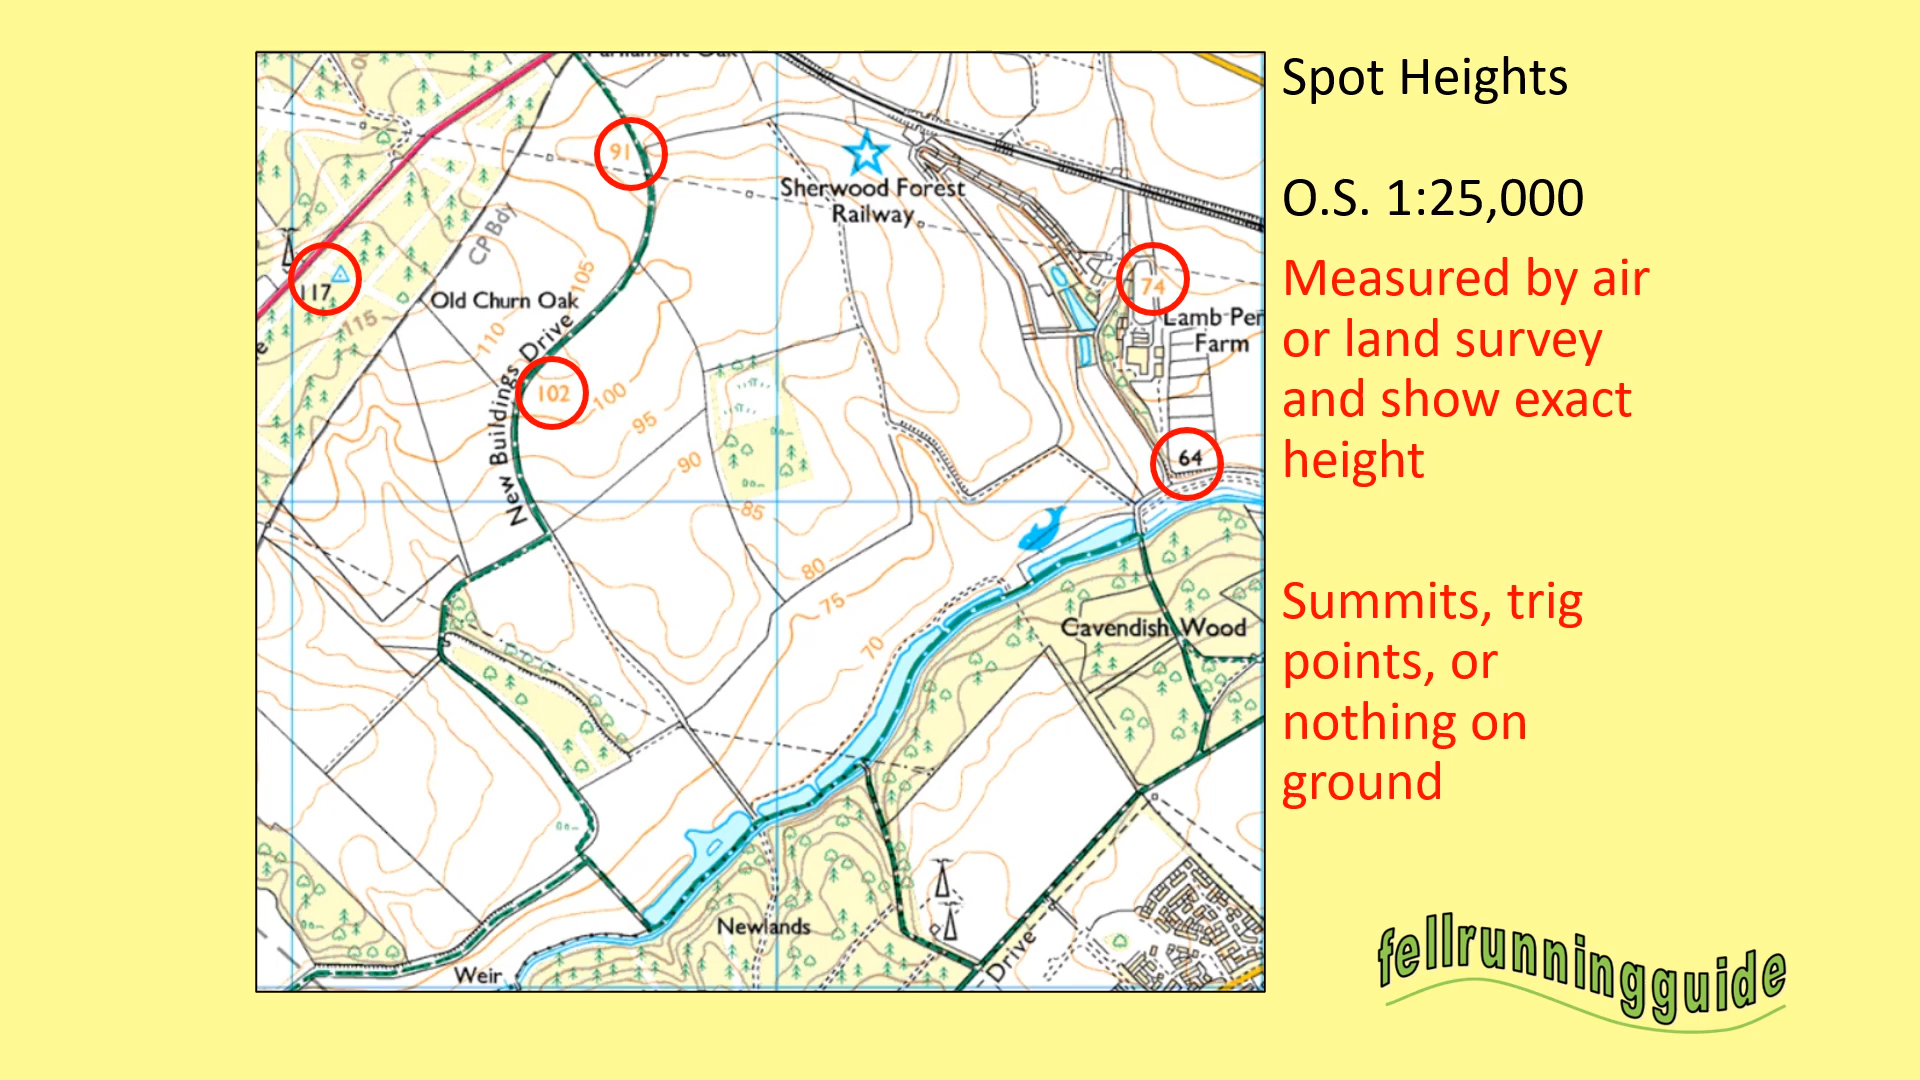 Spot Heights
O.S. 1:25,000
Measured by air
or land survey
and show exact
height
Summits, trig
points, or
nothing on
ground
91
Sherwood Forest
Railway
CP Bdy
117
115
Old Churn Oak
105
110
74
Lamb Pen
Farm
New Buildings Drive
102
100
95
90
64
85
80
75
70
Cavendish Wood
Newlands
Weir
Drive
fellrunningguide